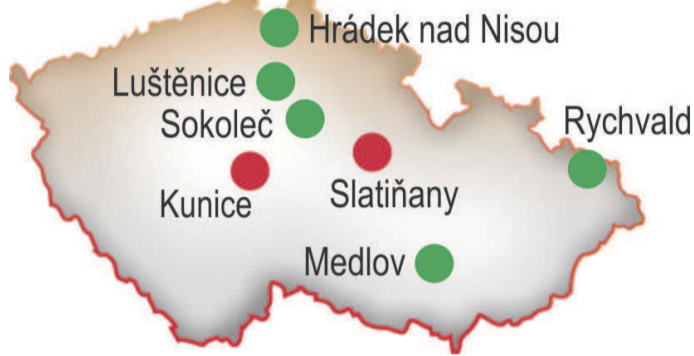 Hrádek nad Nisou
Luštěnice
Sokoleč
Rychvald
Kunice
Slatiňany
Medlov